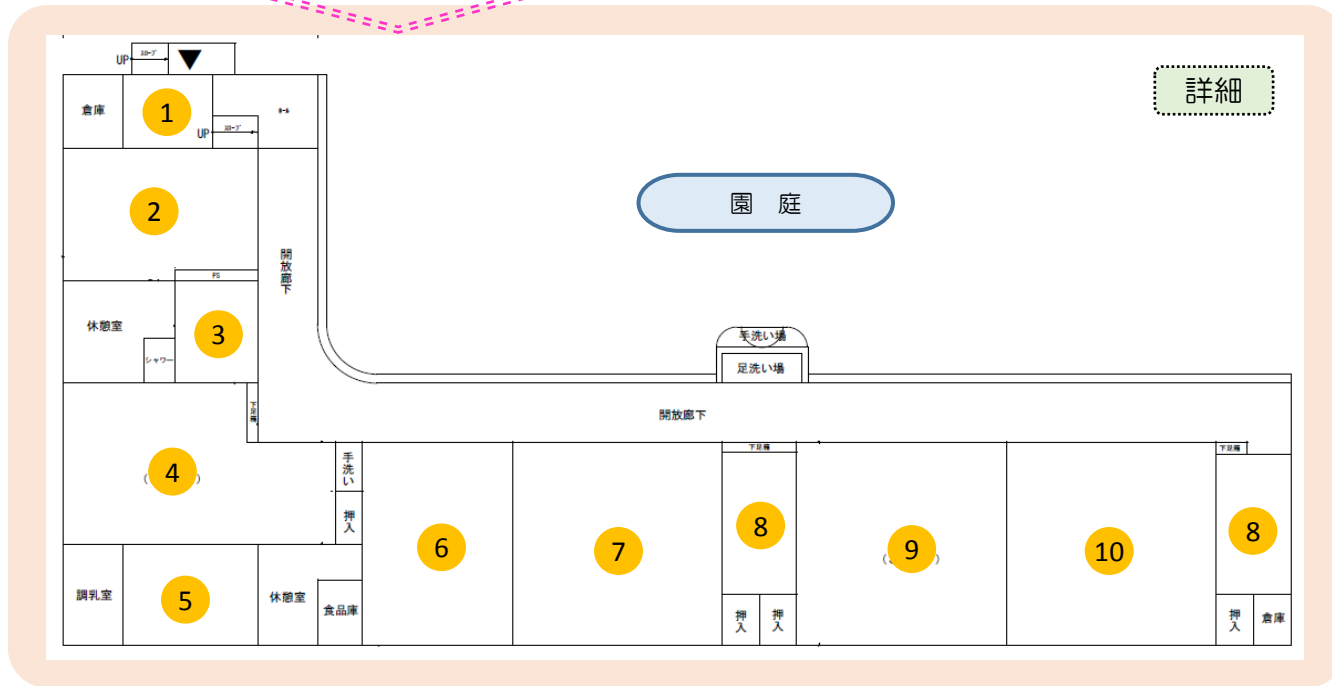 詳細
UP
スロープ
倉庫
1
UP
スロープ
ホール
2
園 庭
開放廊下
PS
休憩室
シャワー
3
手洗い場
足洗い場
下足箱
開放廊下
4
手洗い
押入
6
7
下足箱
8
押入
押入
9
10
下足箱
8
押入
倉庫
調乳室
5
休憩室
食品庫